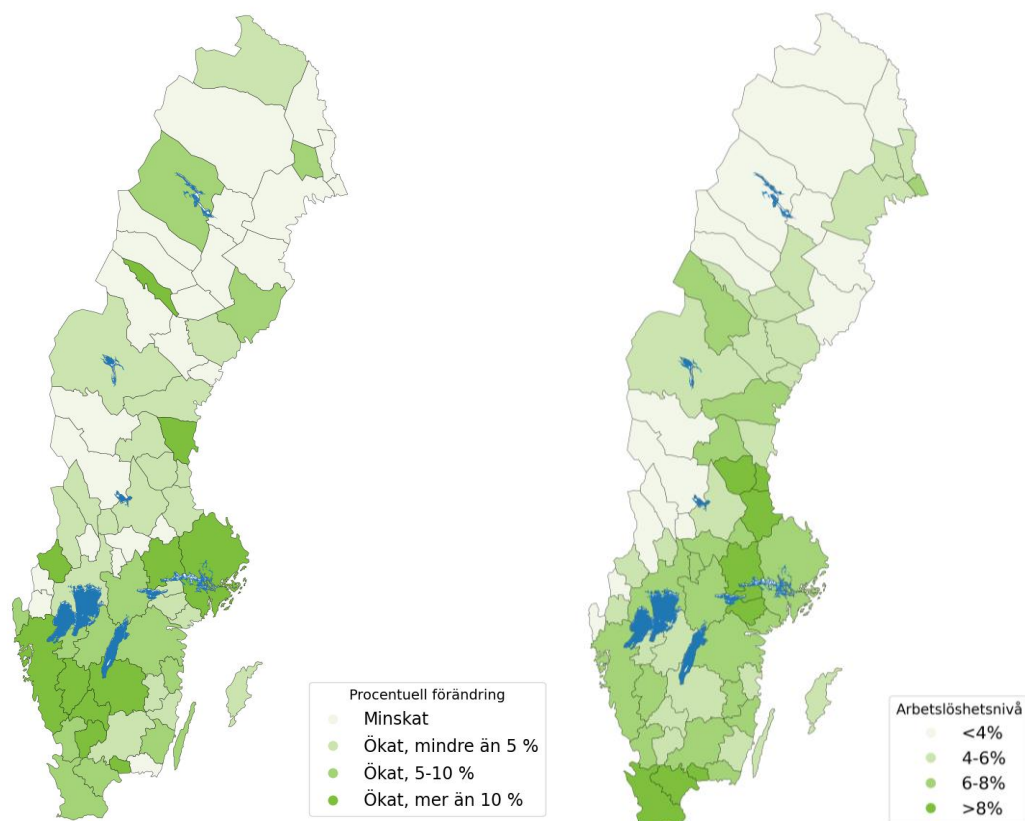 Procentuell förändring
Minskat
Ökat, mindre än 5 %
Ökat, 5-10 %
Ökat, mer än 10 %
Arbetslöshetsnivå
<4%
4-6%
6-8%
>8%